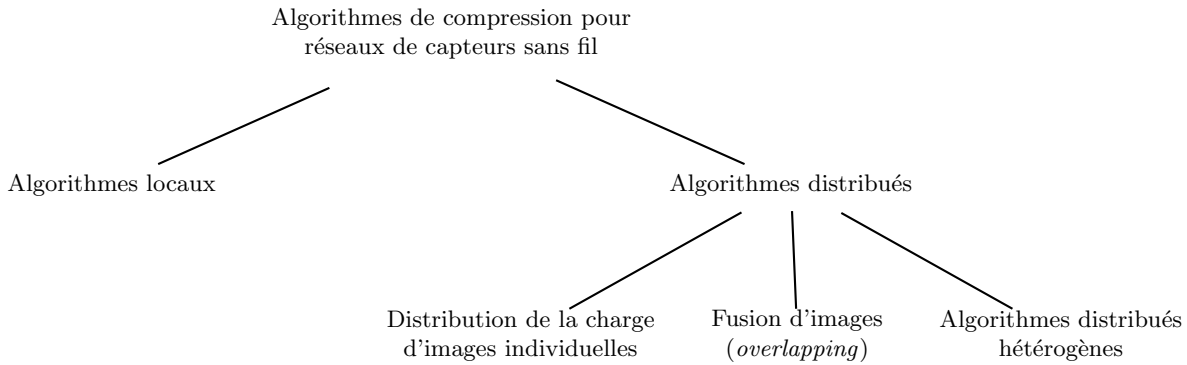 Algorithmes de compression pour
réseaux de capteurs sans fil
Algorithmes locaux
Algorithmes distribués
Distribution de la charge
d'images individuelles
Fusion d'images
(overlapping)
Algorithmes distribués
hétérogènes